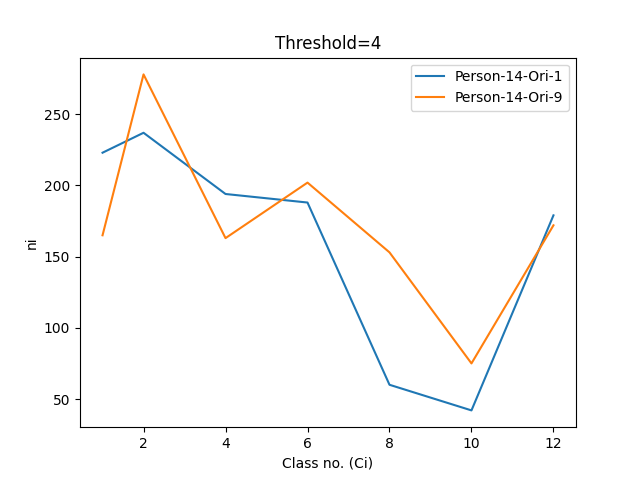 Threshold=4
Person-14-Ori-1
Person-14-Ori-9
250
200
150
100
50
ni
2 4 6 8 10 12
Class no. (Ci)